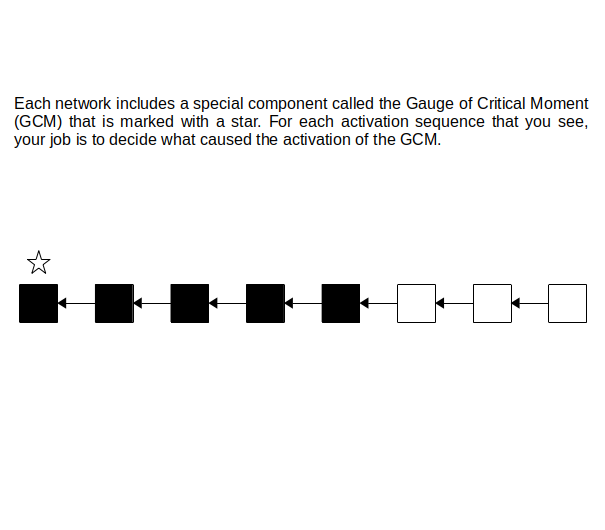 Each network includes a special component called the Gauge of Critical Moment
(GCM) that is marked with a star. For each activation sequence that you see,
your job is to decide what caused the activation of the GCM.